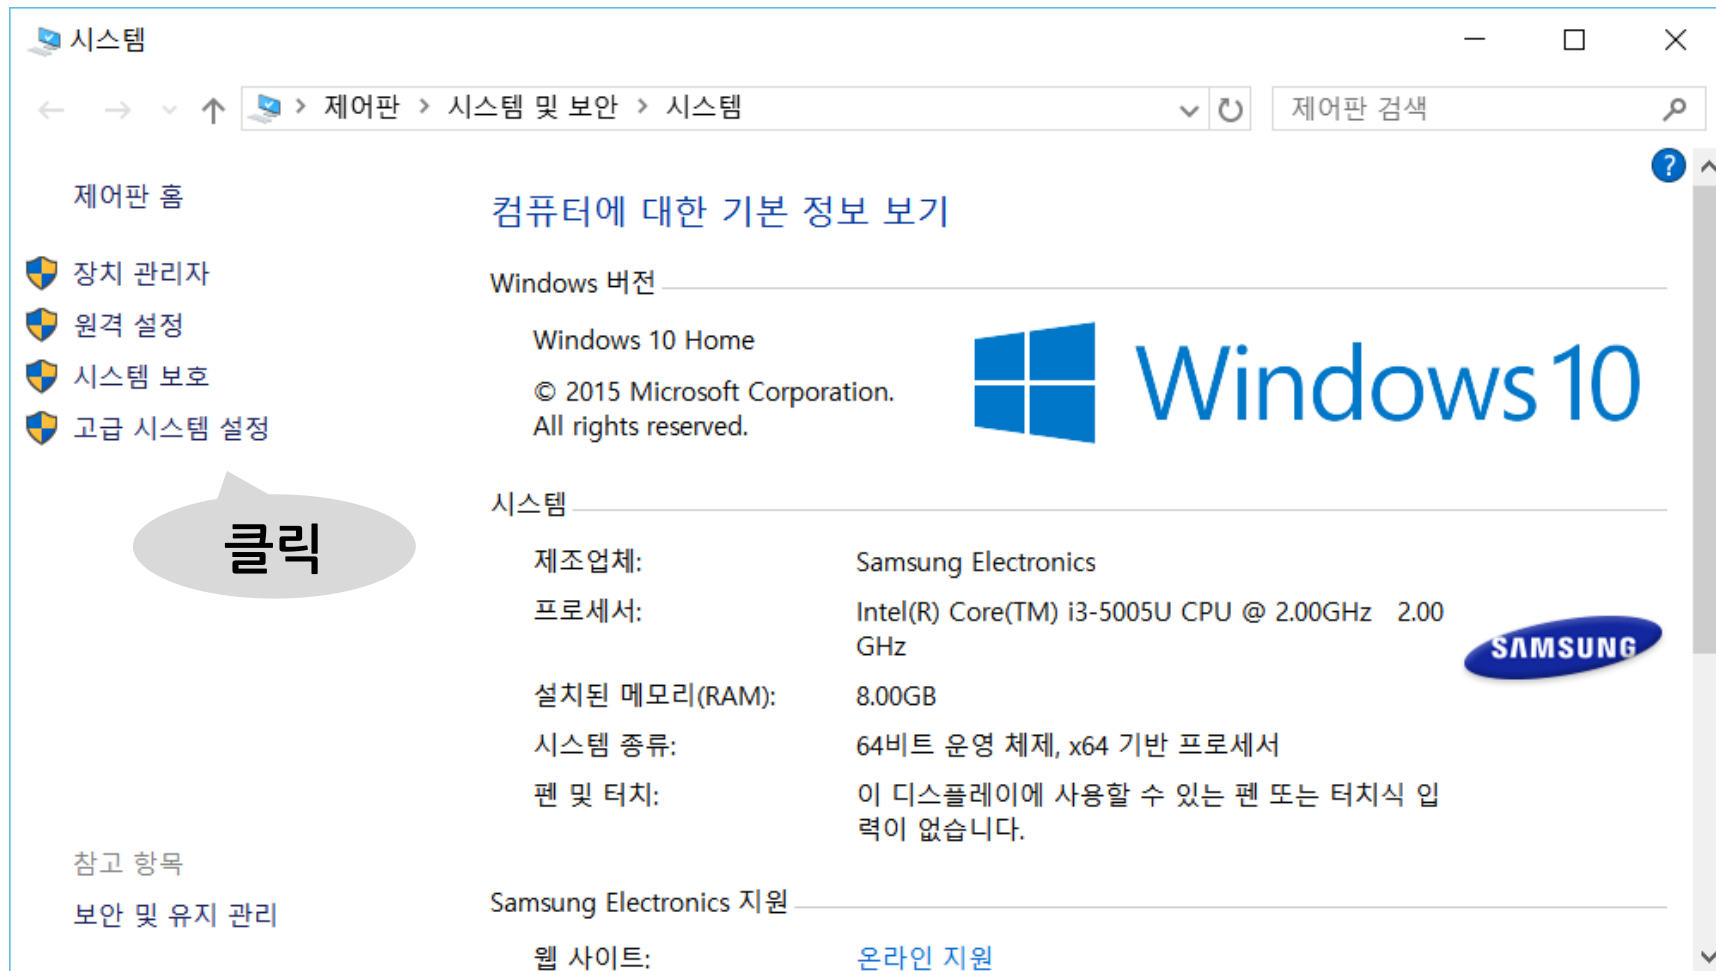 시스템
제어판 > 시스템 및 보안 > 시스템
제어판 검색
?
제어판 홈
장치 관리자
원격 설정
시스템 보호
고급 시스템 설정
클릭
참고 항목
보안 및 유지 관리
컴퓨터에 대한 기본 정보 보기
Windows 버전
Windows 10 Home
© 2015 Microsoft Corporation.
All rights reserved.
Windows 10
시스템
제조업체: Samsung Electronics
프로세서: Intel(R) Core(TM) i3-5005U CPU @ 2.00GHz 2.00
GHz
SAMSUNG
설치된 메모리(RAM): 8.00GB
시스템 종류: 64비트 운영 체제, x64 기반 프로세서
펜 및 터치: 이 디스플레이에 사용할 수 있는 펜 또는 터치식 입
력이 없습니다.
Samsung Electronics 지원
웹 사이트: 온라인 지원